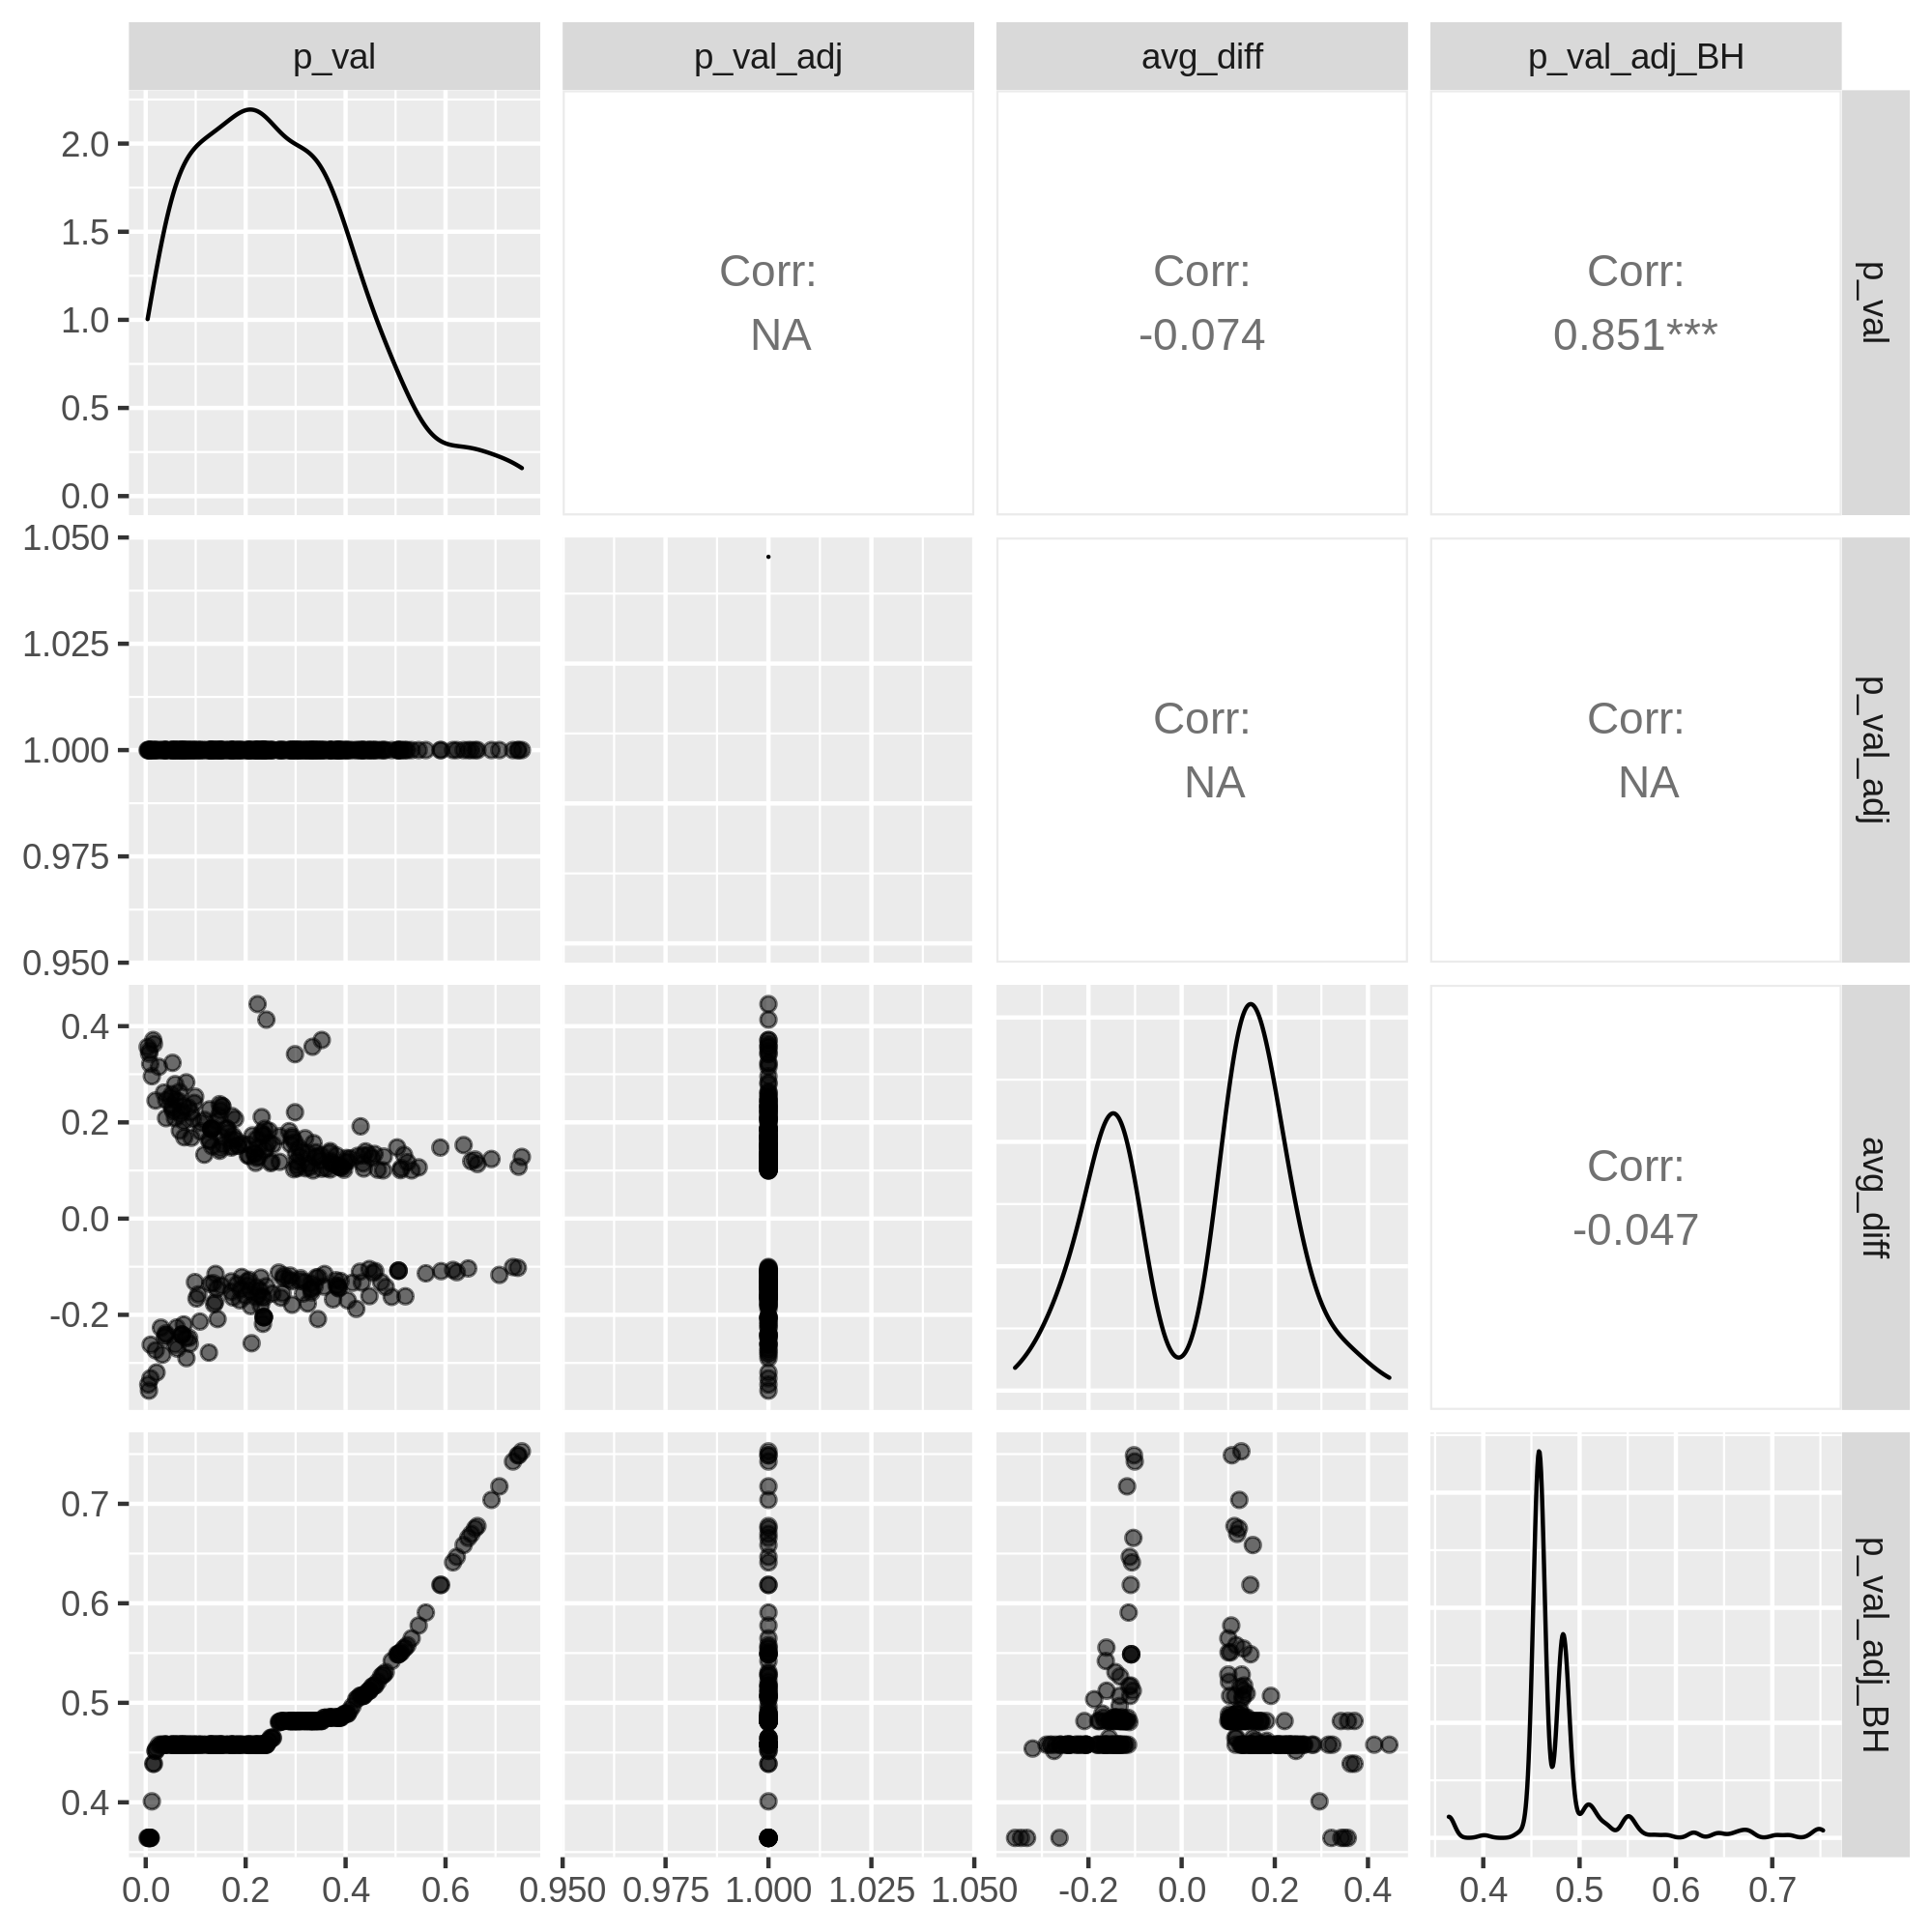 p_val
p_val_adj
avg_diff
p_val_adj_BH
2.0
1.5
1.0
0.5
0.0
Corr:
NA
Corr:
-0.074
Corr:
0.851***
p_val
1.050
1.025
1.000
0.975
0.950
Corr:
NA
Corr:
NA
p_val_adj
0.4
0.2
0.0
-0.2
Corr:
-0.047
avg_diff
0.7
0.6
0.5
0.4
p_val_adj_BH
0.0 0.2 0.4 0.6
0.950 0.975 1.000 1.025 1.050
-0.2 0.0 0.2 0.4
0.4 0.5 0.6 0.7